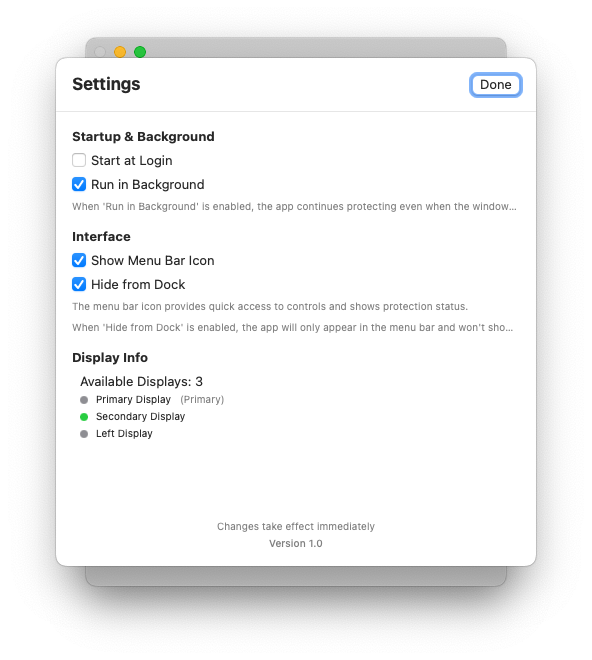 Settings
Done
Startup & Background
Start at Login
Run in Background
When 'Run in Background' is enabled, the app continues protecting even when the window...
Interface
Show Menu Bar Icon
Hide from Dock
The menu bar icon provides quick access to controls and shows protection status.
When 'Hide from Dock' is enabled, the app will only appear in the menu bar and won't sho...
Display Info
Available Displays: 3
Primary Display (Primary)
Secondary Display
Left Display
Changes take effect immediately
Version 1.0